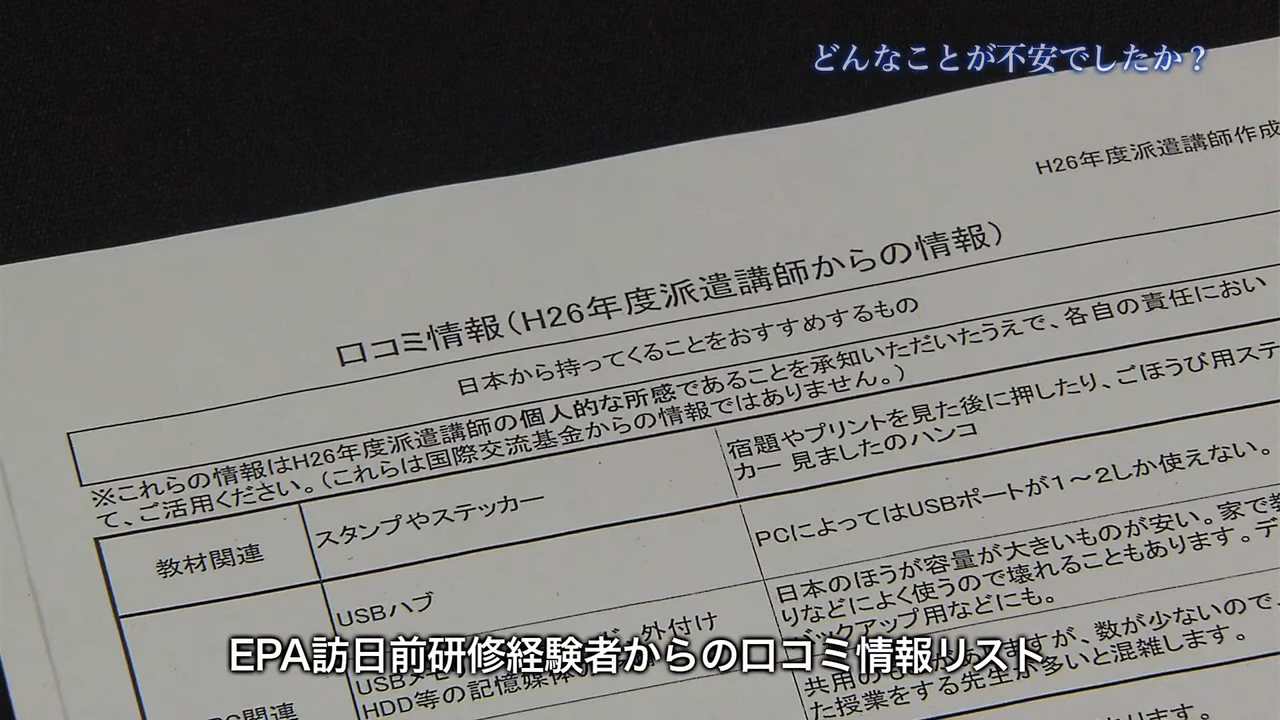 どんなことが不安でしたか?
H26年度派遣講師作成
口コミ情報(H26年度派遣講師からの情報)
日本から持ってくることをおすすめするもの
※これらの情報はH26年度派遣講師の個人的な所感であることを承知いただいたうえで、各自の責任におい
て、ご活用ください。(これらは国際交流基金からの情報ではありません。)
教材関連
スタンプやステッカー
宿題やプリントを見た後に押したり、ごほうび用ステ
カー 見ましたのハンコ
USBハブ
PCによってはUSBポートが1~2しか使えない。
外付け
HDD等の記憶媒体
日本のほうが容量が大きいものが安い。家で教
りなどによく使うので壊れることもあります。デ
バックアップ用などにも。
ますが、数が少ないので、
た授業をする先生が多いと混雑します。
EPA訪日前研修経験者からの口コミ情報リスト